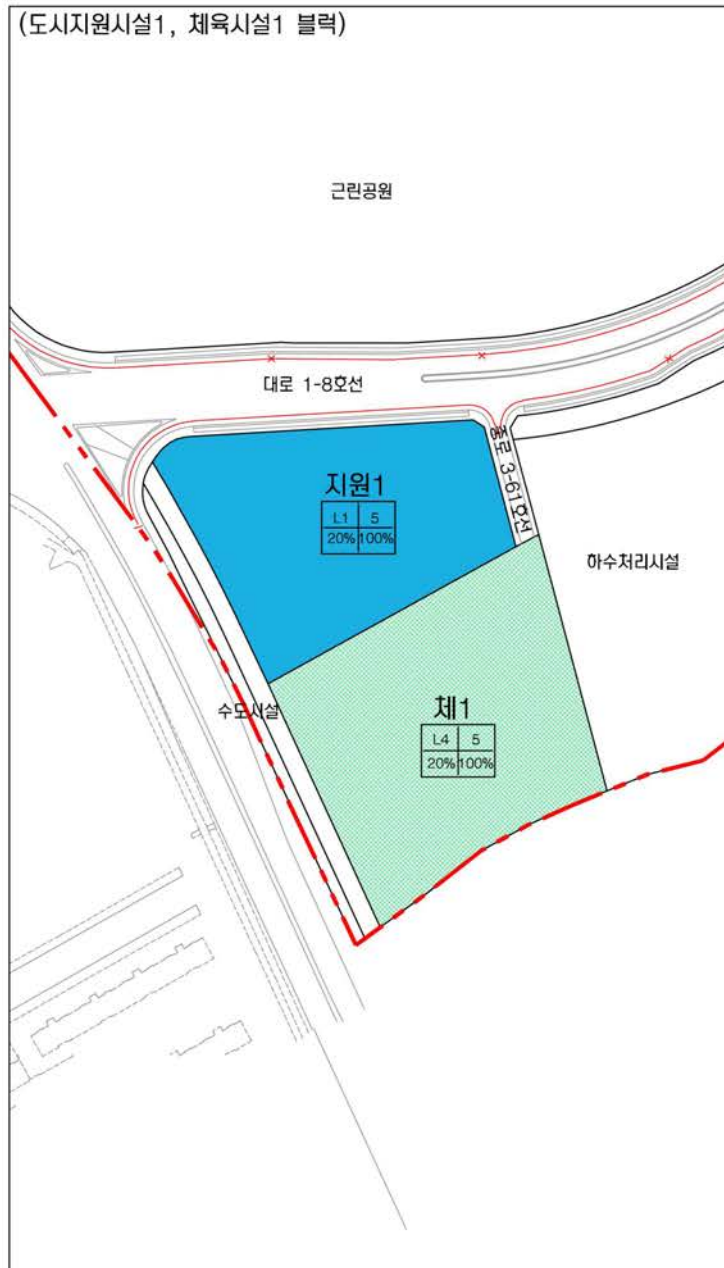 (도시지원시설1, 체육시설1 블럭)
근린공원
대로 1-8호선
중로 3-61호선
지원1
L1 5
20% 100%
하수처리시설
수도시설
체1
L4 5
20% 100%